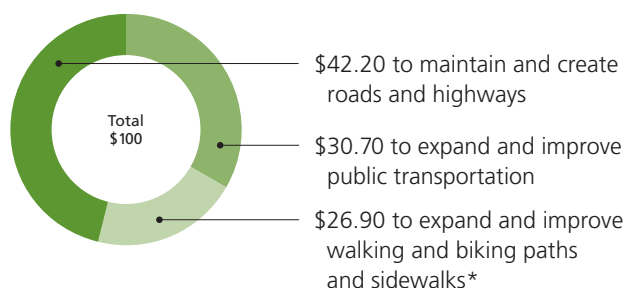 Total
$100
$42.20 to maintain and create
roads and highways
$30.70 to expand and improve
public transportation
$26.90 to expand and improve
walking and biking paths
and sidewalks*